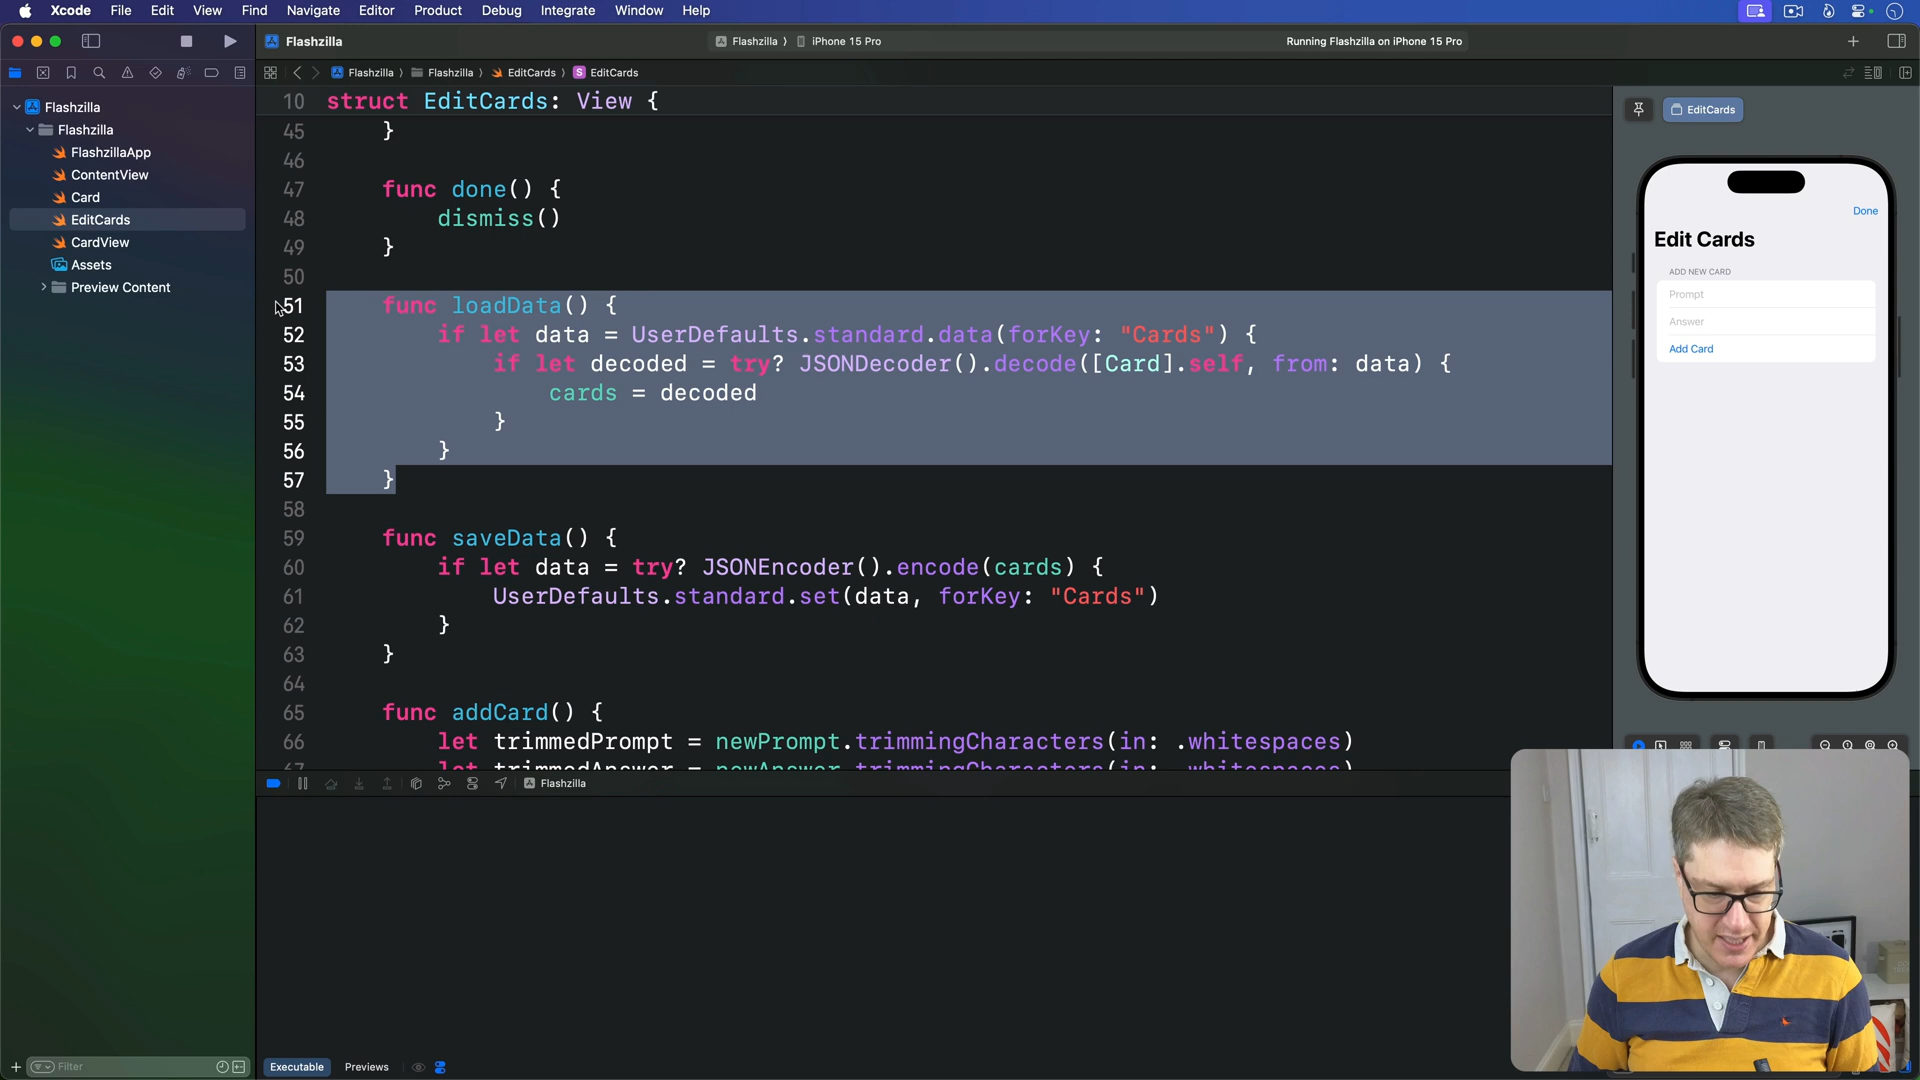 Xcode File Edit View Find Navigate Editor Product Debug Integrate Window Help
Flashzilla
Flashzilla iPhone 15 Pro
Running Flashzilla on iPhone 15 Pro
Flashzilla Flashzilla EditCards EditCards
Flashzilla
Flashzilla
FlashzillaApp
ContentView
Card
EditCards
CardView
Assets
Preview Content
Filter
10 struct EditCards: View {
45 }
46
47 func done() {
48 dismiss()
49 }
50
51 func loadData() {
52 if let data = UserDefaults.standard.data(forKey: "Cards") {
53 if let decoded = try? JSONDecoder().decode([Card].self, from: data) {
54 cards = decoded
55 }
56 }
57 }
58
59 func saveData() {
60 if let data = try? JSONEncoder().encode(cards) {
61 UserDefaults.standard.set(data, forKey: "Cards")
62 }
63 }
64
65 func addCard() {
66 let trimmedPrompt = newPrompt.trimmingCharacters(in: .whitespaces)
67 let trimmedAnswer = newAnswer.trimmingCharacters(in: .whitespaces)
Flashzilla
Executable Previews
EditCards
Done
Edit Cards
ADD NEW CARD
Prompt
Answer
Add Card